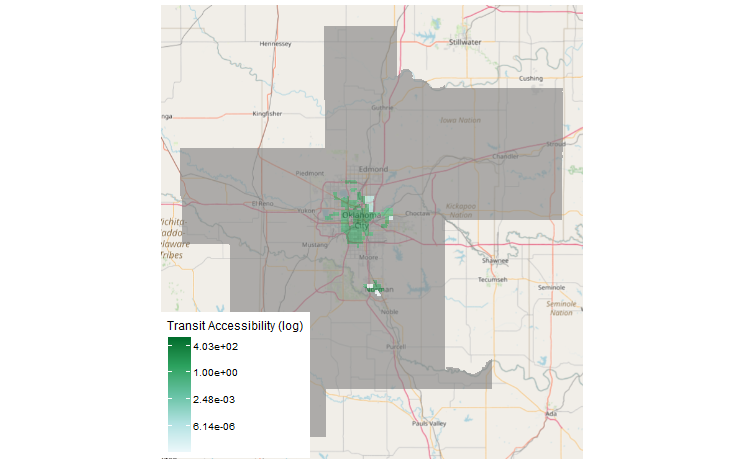 Hennessey
Stillwater
Cushing
Guthrie
Kingfisher
nga
Iowa Nation
Stroud
Chandler
Edmond
Piedmont
El Reno
Yukon
Oklahoma
City
Choctaw
Kickapoo
Nation
Wichita
Caddo
Delaware
Tribes
Mustang
Moore
Shawnee
Tecumseh
Seminole
Norman
Seminole
Nation
Noble
Purcell
Pauls Valley
Ada
Transit Accessibility (log)
4.03e+02
1.00e+00
2.48e-03
6.14e-06